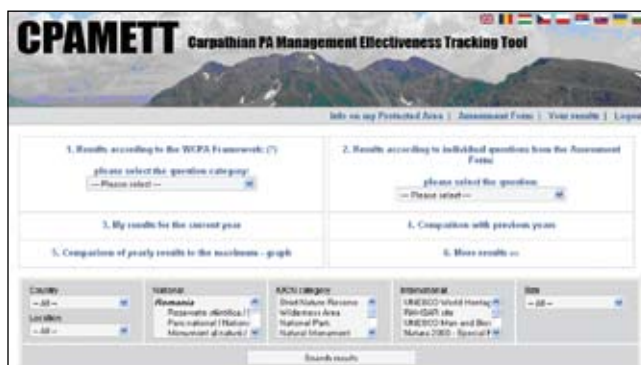 CPAMETT Carpathian PA Management Effectiveness Tracking Tool
Info on my Protected Area | Assessment Form | Your results | Logout
1. Results according to the WCPA Framework: (?)
please select the question category:
--- Please select ---
2. Results according to individual questions from the Assessment
Form:
please select the question:
--- Please select ---
3. My results for the current year
4. Comparison with previous years
5. Comparison of yearly results to the maximum - graph
6. More results »»
Country
-- All --
Location
-- All --
National
Romania
Rezervatie stiintifica /
Parc national / Nationa
Monument al naturii /
IUCN category
Strict Nature Reserve
Wilderness Area
National Park
Natural Monument
International
UNESCO World Heritag
RAMSAR site
UNESCO Man and Bios
Natura 2000 - Special P
Size
-- All --
Search results